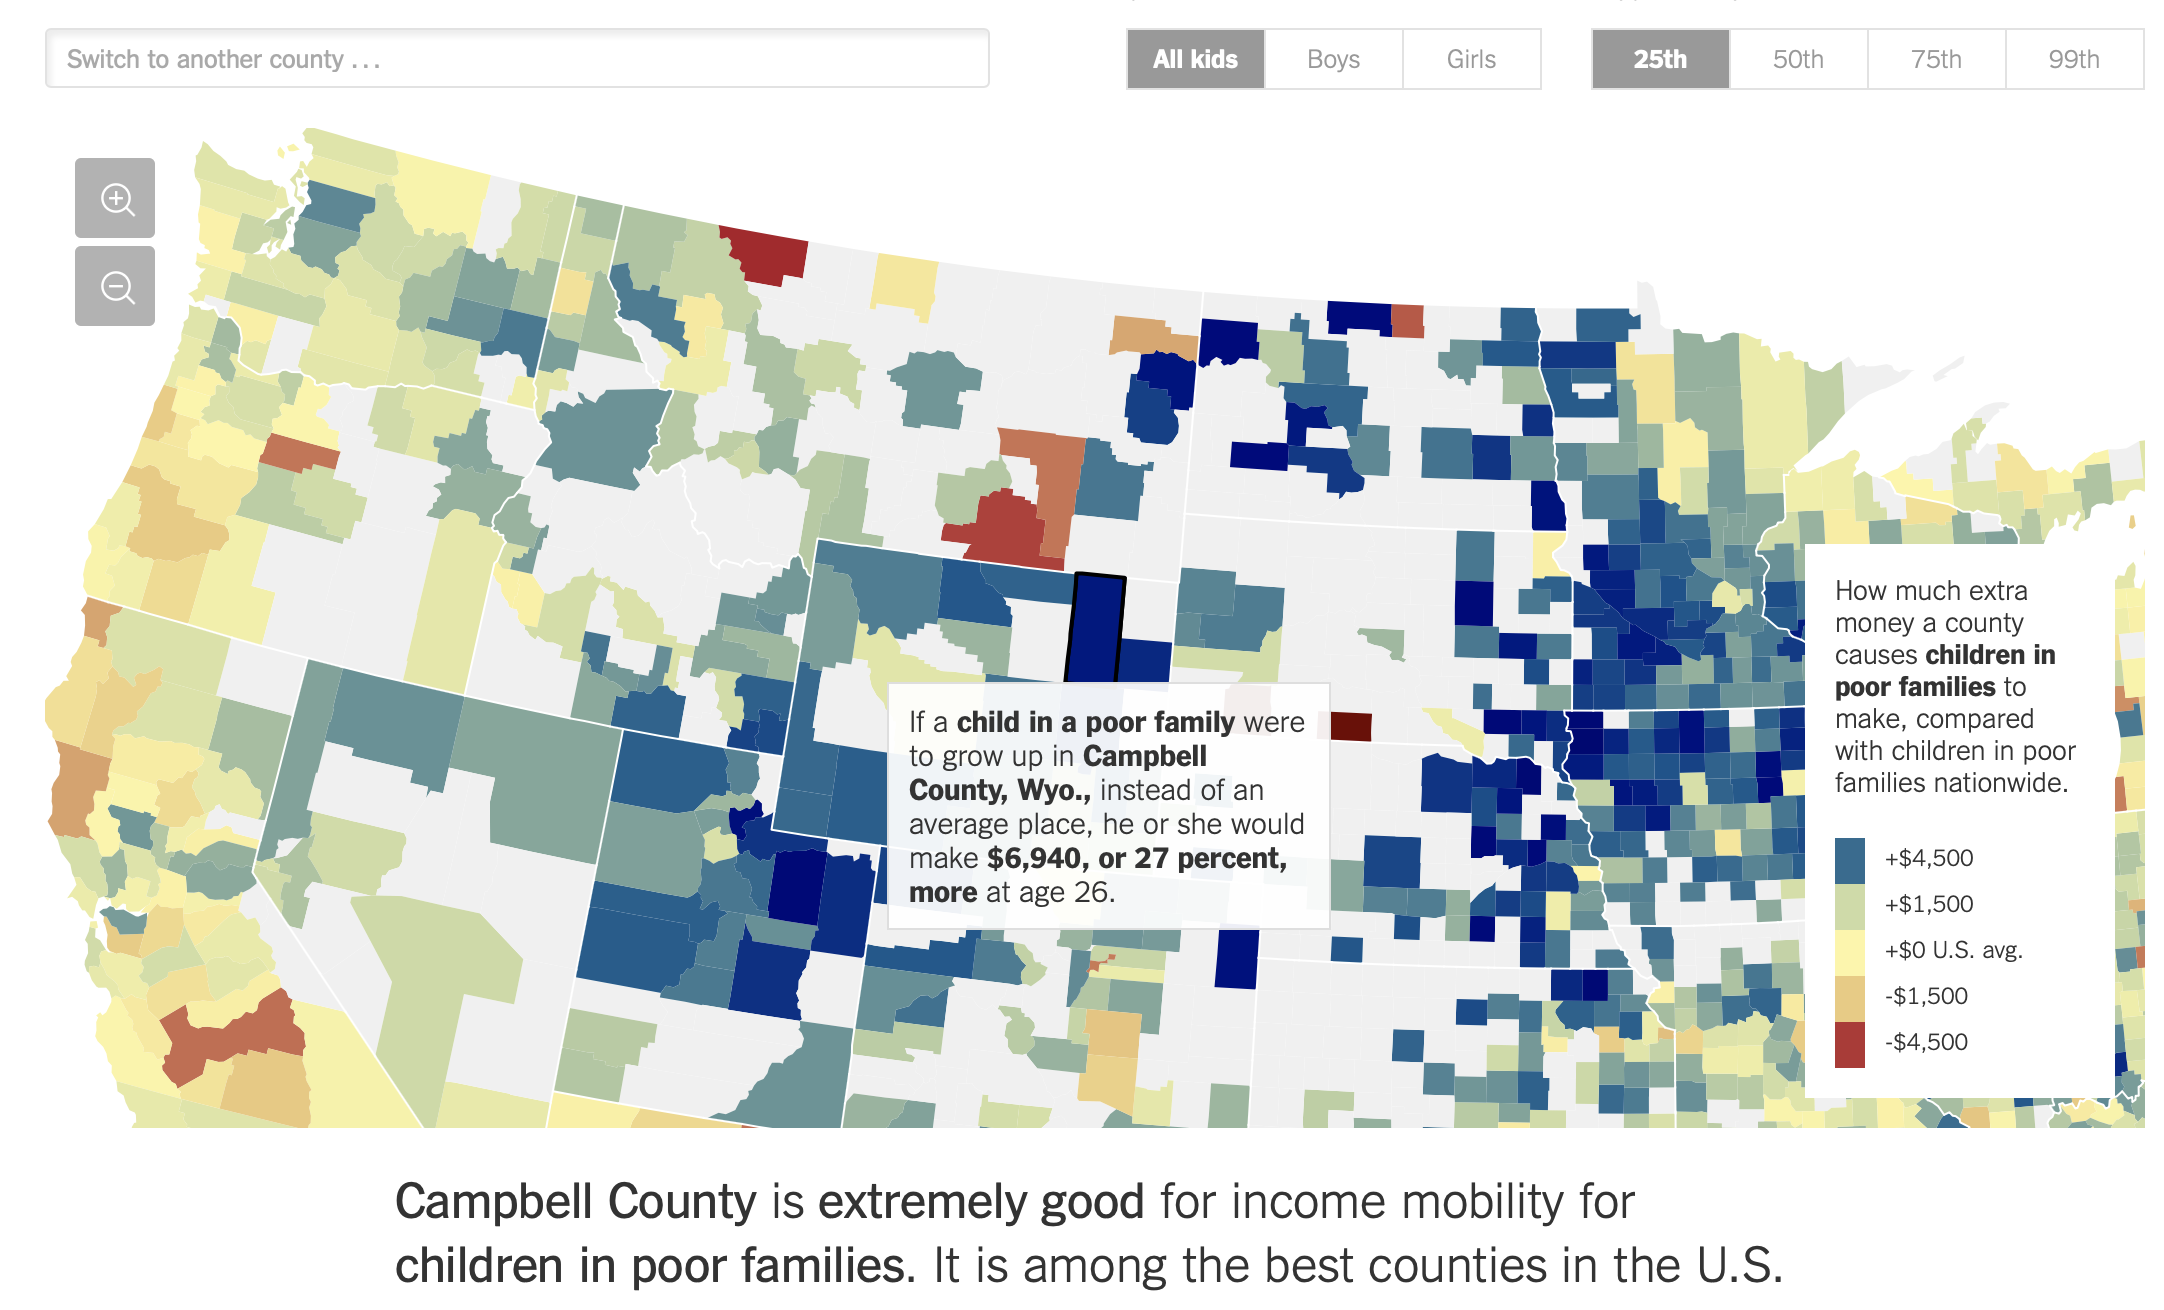 Switch to another county ...
All kids
Boys
Girls
25th
50th
75th
99th
If a child in a poor family were
to grow up in Campbell
County, Wyo., instead of an
average place, he or she would
make $6,940, or 27 percent,
more at age 26.
How much extra
money a county
causes children in
poor families to
make, compared
with children in poor
families nationwide.
+$4,500
+$1,500
+$0 U.S. avg.
-$1,500
-$4,500
Campbell County is extremely good for income mobility for
children in poor families. It is among the best counties in the U.S.